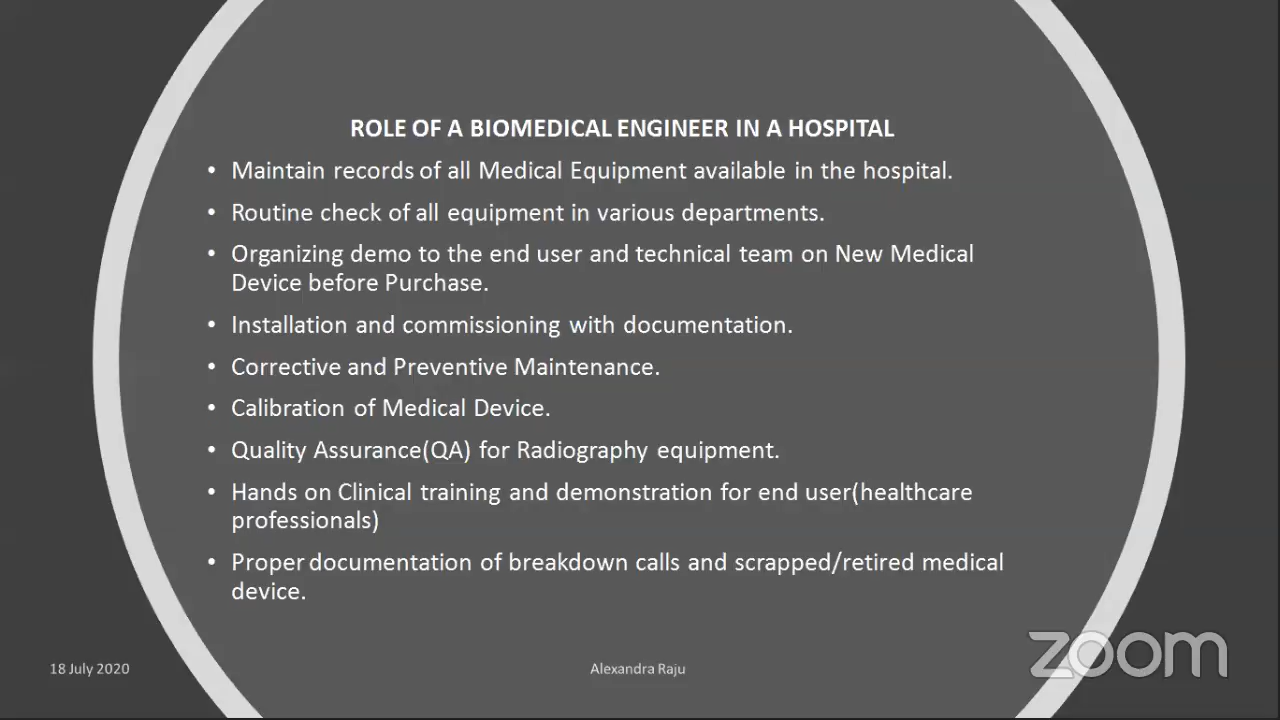 ROLE OF A BIOMEDICAL ENGINEER IN A HOSPITAL
• Maintain records of all Medical Equipment available in the hospital.
• Routine check of all equipment in various departments.
• Organizing demo to the end user and technical team on New Medical
Device before Purchase.
• Installation and commissioning with documentation.
• Corrective and Preventive Maintenance.
• Calibration of Medical Device.
• Quality Assurance(QA) for Radiography equipment.
• Hands on Clinical training and demonstration for end user(healthcare
professionals)
• Proper documentation of breakdown calls and scrapped/retired medical
device.
18 July 2020
Alexandra Raju
zoom